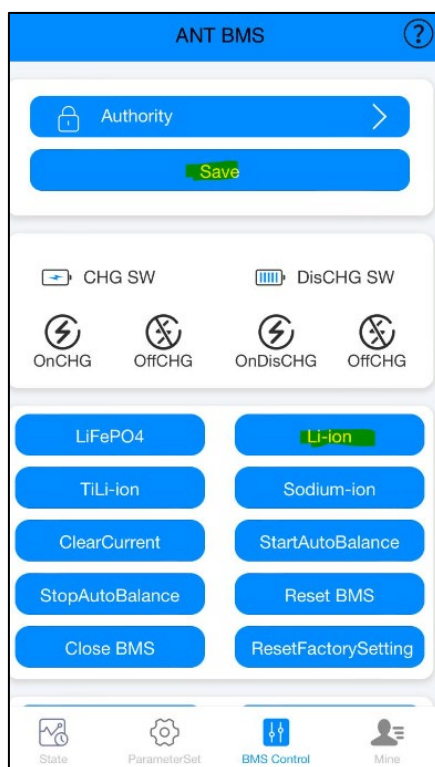 ANT BMS ?
Authority
Save
CHG SW DisCHG SW
OnCHG OffCHG OnDisCHG OffCHG
LiFePO4 Li-ion
TiLi-ion Sodium-ion
ClearCurrent StartAutoBalance
StopAutoBalance Reset BMS
Close BMS ResetFactorySetting
State ParameterSet BMS Control Mine